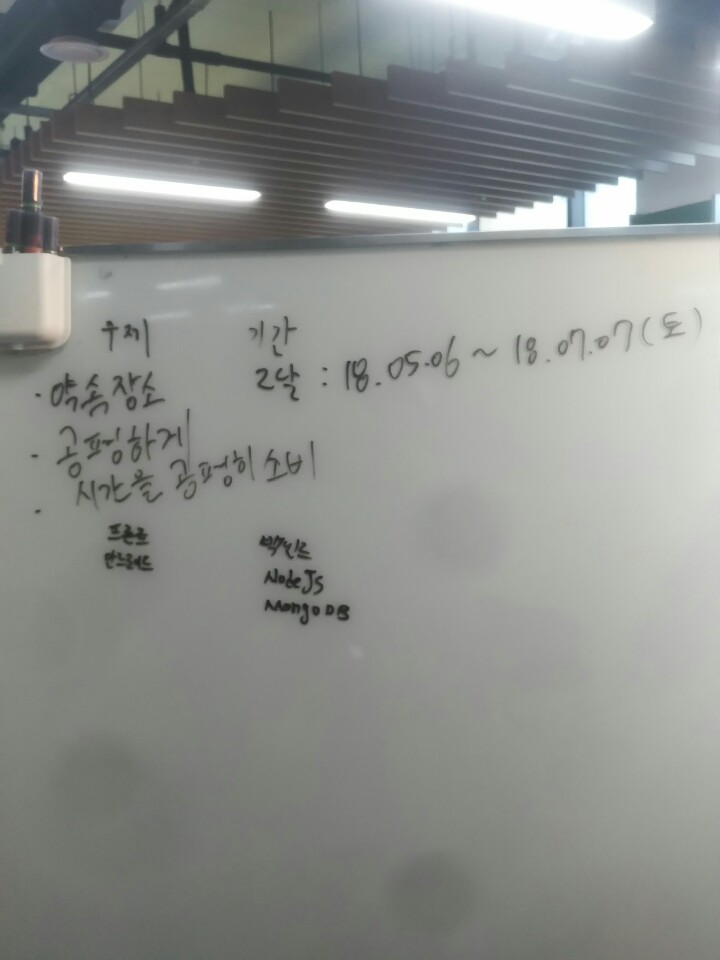 주제 기간
· 약속장소 2날 : 18.05.06 ~ 18.07.07(토)
· 공평하게
시간을 공평히 소비
·
프론트 백엔드
안드로이드 NodeJS
MongoDB